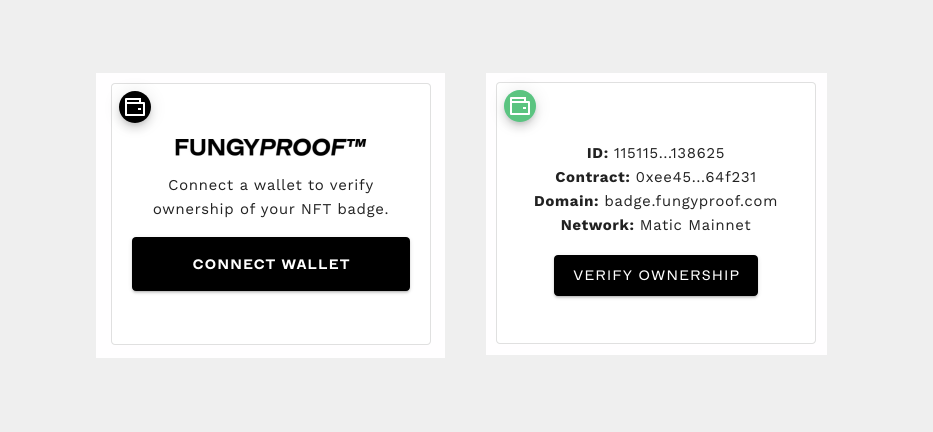 FUNGYPROOF™
Connect a wallet to verify
ownership of your NFT badge.
CONNECT WALLET
ID: 115115...138625
Contract: 0xee45...64f231
Domain: badge.fungyproof.com
Network: Matic Mainnet
VERIFY OWNERSHIP